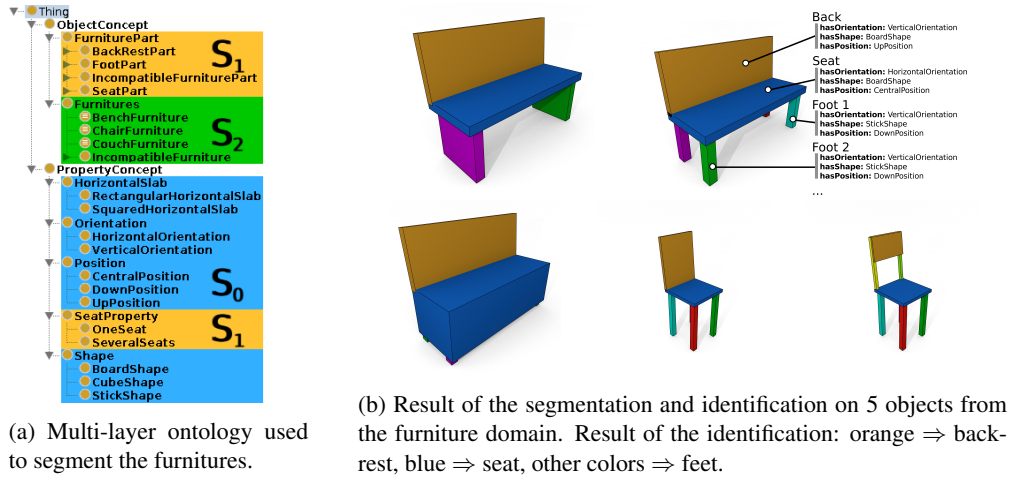 Thing
ObjectConcept
FurniturePart
BackRestPart
FootPart
IncompatibleFurniturePart
SeatPart
S1
Furnitures
BenchFurniture
ChairFurniture
CouchFurniture
IncompatibleFurniture
S2
PropertyConcept
HorizontalSlab
RectangularHorizontalSlab
SquaredHorizontalSlab
Orientation
HorizontalOrientation
VerticalOrientation
Position
CentralPosition
DownPosition
UpPosition
S0
SeatProperty
OneSeat
SeveralSeats
S1
Shape
BoardShape
CubeShape
StickShape
(a) Multi-layer ontology used
to segment the furnitures.
Back
hasOrientation: VerticalOrientation
hasShape: BoardShape
hasPosition: UpPosition
Seat
hasOrientation: HorizontalOrientation
hasShape: BoardShape
hasPosition: CentralPosition
Foot 1
hasOrientation: VerticalOrientation
hasShape: StickShape
hasPosition: DownPosition
Foot 2
hasOrientation: VerticalOrientation
hasShape: StickShape
hasPosition: DownPosition
...
(b) Result of the segmentation and identification on 5 objects from
the furniture domain. Result of the identification: orange ⇒ back-
rest, blue ⇒ seat, other colors ⇒ feet.